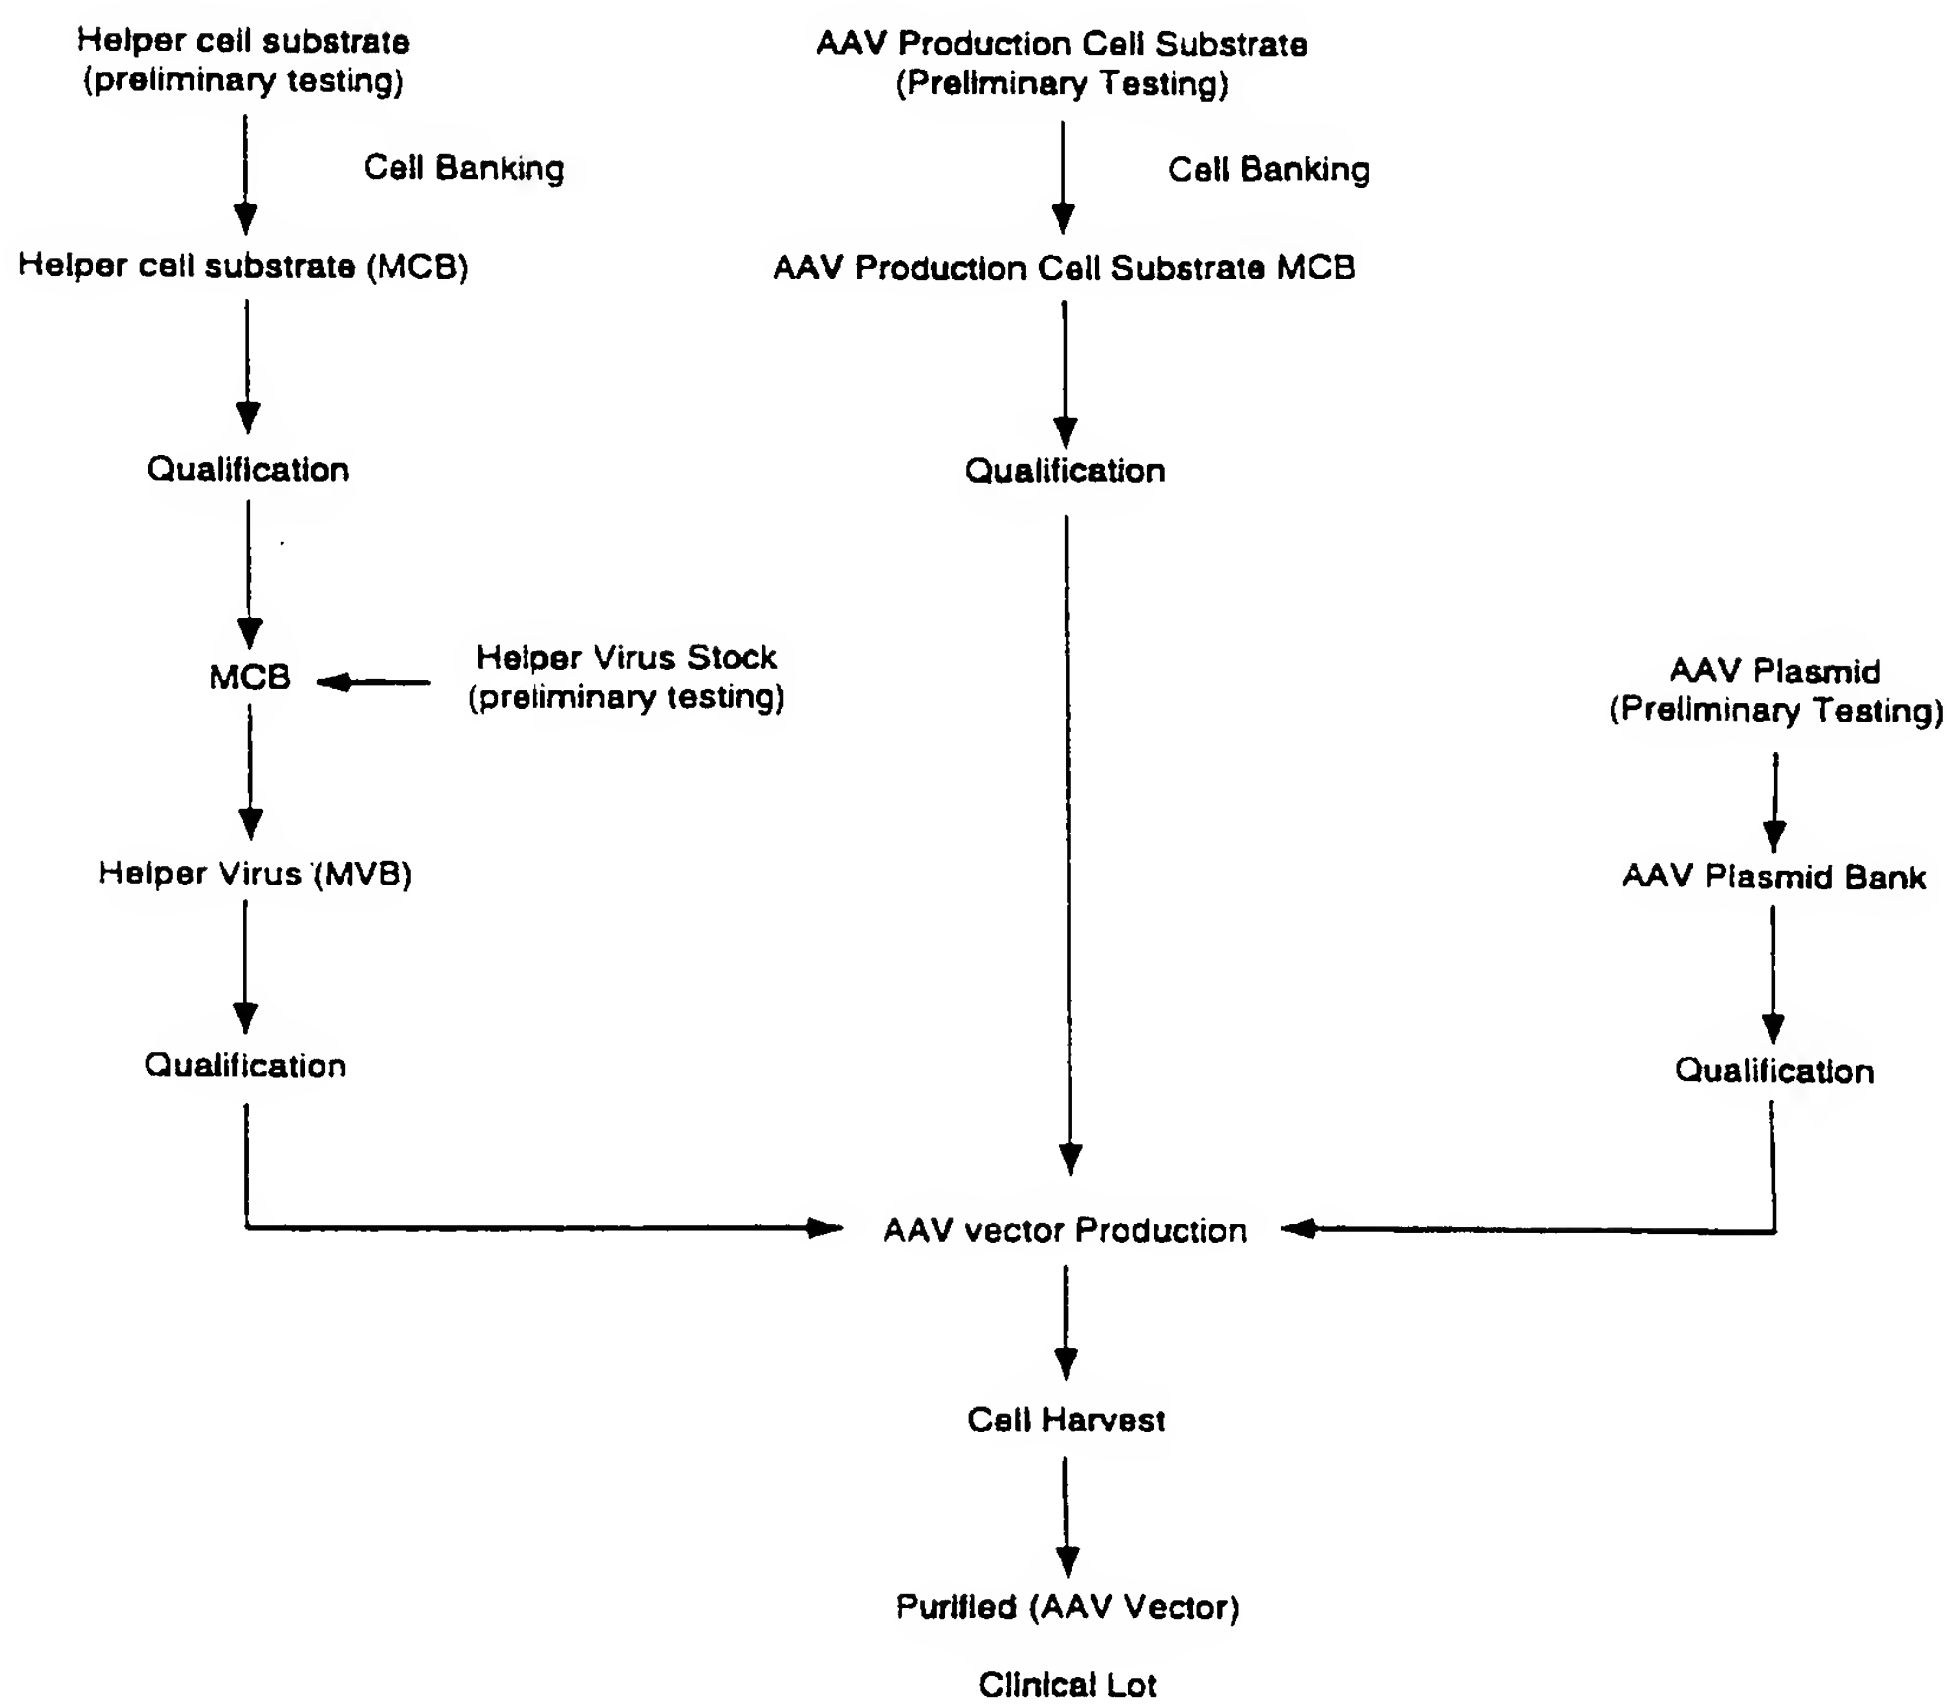 Helper cell substrate
(preliminary testing)
AAV Production Cell Substrate
(Preliminary Testing)
Cell Banking
Cell Banking
Helper cell substrate (MCB)
AAV Production Cell Substrate MCB
Qualification
Qualification
MCB
Helper Virus Stock
(preliminary testing)
AAV Plasmid
(Preliminary Testing)
Helper Virus (MVB)
AAV Plasmid Bank
Qualification
Qualification
AAV vector Production
Cell Harvest
Purified (AAV Vector)
Clinical Lot